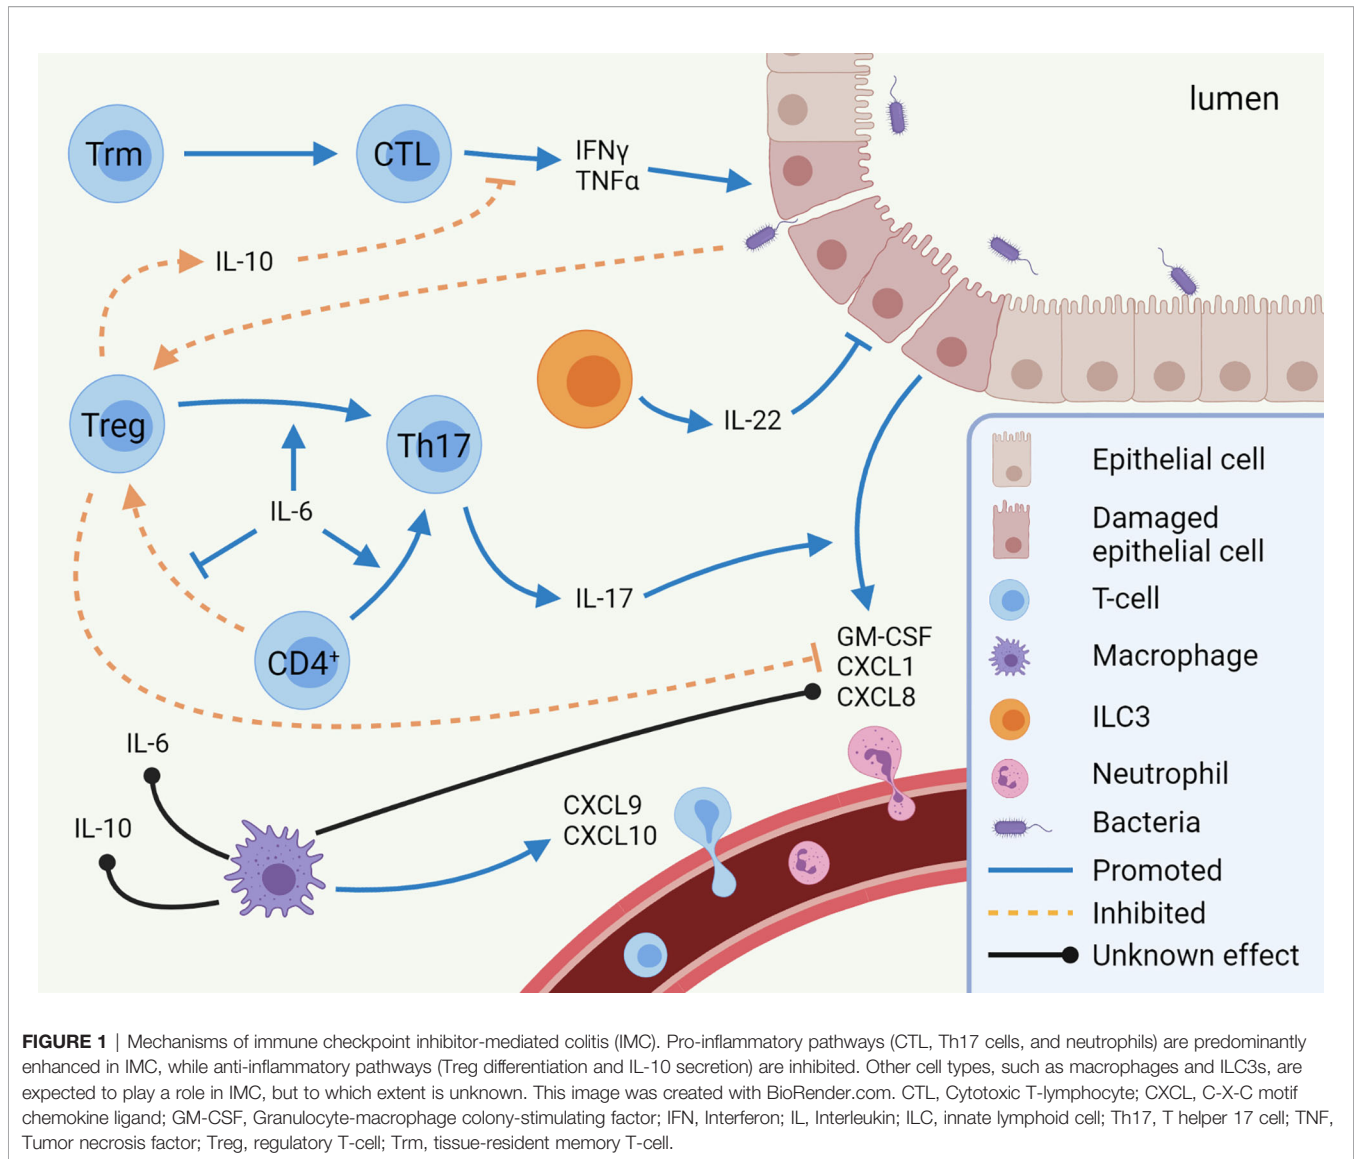 lumen
Trm
CTL
IFNγ
TNFα
IL-10
Treg
Th17
IL-22
IL-6
CD4+
IL-17
GM-CSF
CXCL1
CXCL8
IL-6
IL-10
CXCL9
CXCL10
Epithelial cell
Damaged
epithelial cell
T-cell
Macrophage
ILC3
Neutrophil
Bacteria
Promoted
Inhibited
Unknown effect
FIGURE 1 | Mechanisms of immune checkpoint inhibitor-mediated colitis (IMC). Pro-inflammatory pathways (CTL, Th17 cells, and neutrophils) are predominantly
enhanced in IMC, while anti-inflammatory pathways (Treg differentiation and IL-10 secretion) are inhibited. Other cell types, such as macrophages and ILC3s, are
expected to play a role in IMC, but to which extent is unknown. This image was created with BioRender.com. CTL, Cytotoxic T-lymphocyte; CXCL, C-X-C motif
chemokine ligand; GM-CSF, Granulocyte-macrophage colony-stimulating factor; IFN, Interferon; IL, Interleukin; ILC, innate lymphoid cell; Th17, T helper 17 cell; TNF,
Tumor necrosis factor; Treg, regulatory T-cell; Trm, tissue-resident memory T-cell.